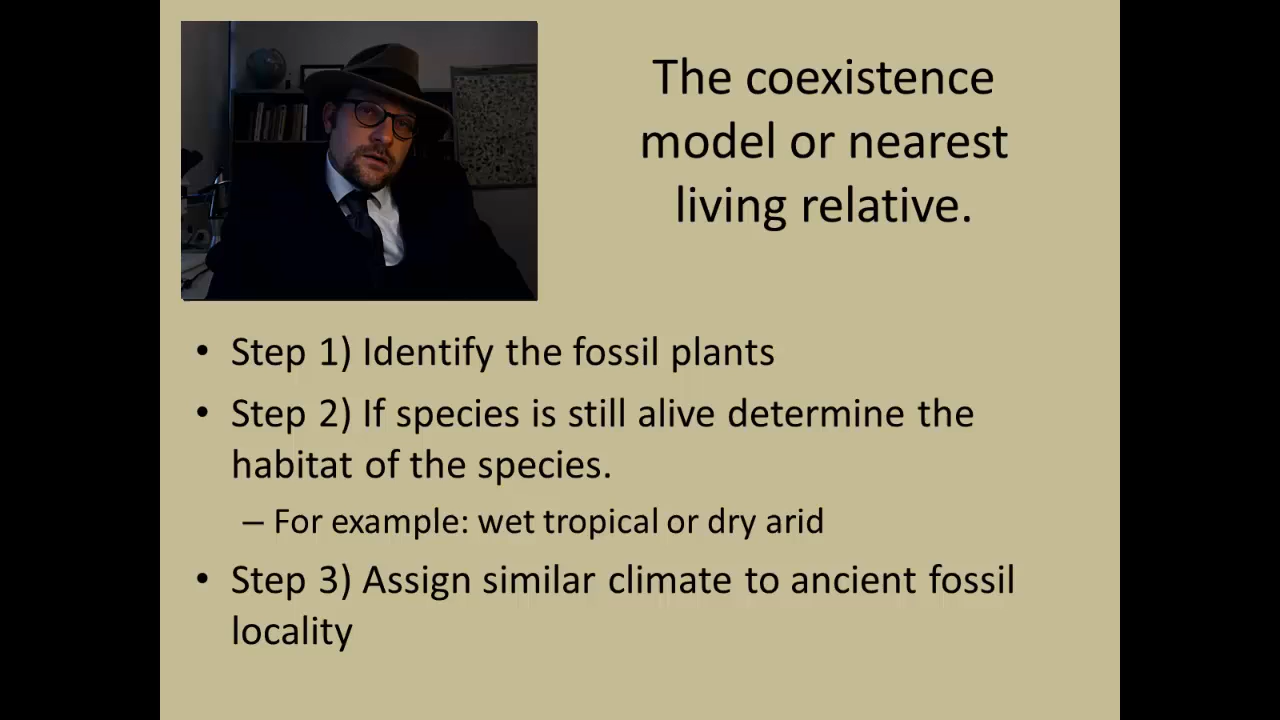 The coexistence
model or nearest
living relative.
• Step 1) Identify the fossil plants
• Step 2) If species is still alive determine the
habitat of the species.
– For example: wet tropical or dry arid
• Step 3) Assign similar climate to ancient fossil
locality